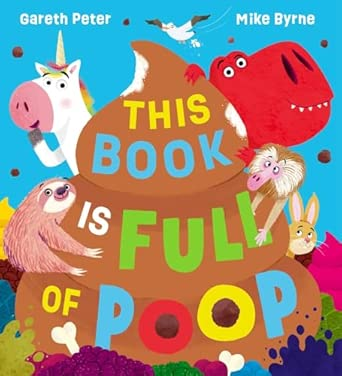 Gareth Peter Mike Byrne
THIS
BOOK
IS FULL
OF POOP